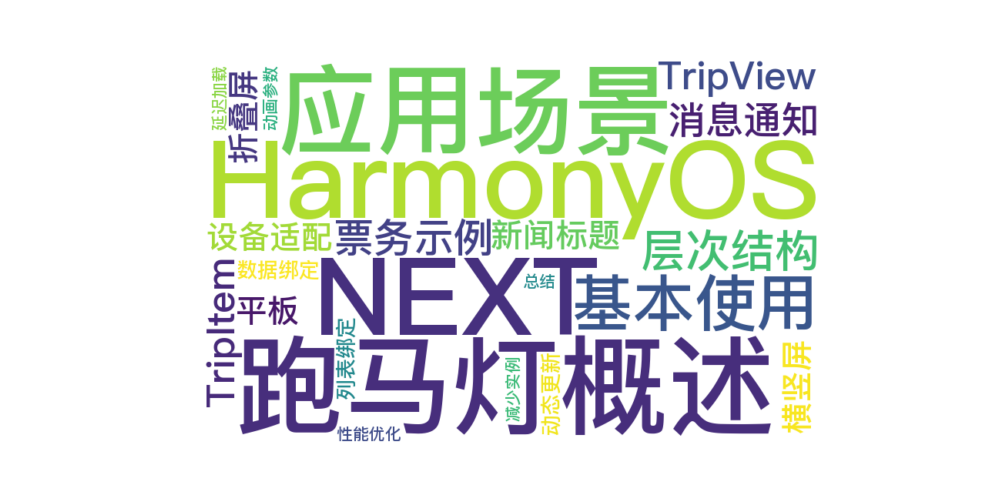 延迟加载
折叠屏
动画参数
应用场景
TripView
消息通知
HarmonyOS
设备适配
票务示例
新闻标题
层次结构
数据绑定
TripItem
平板
NEXT
总结
基本使用
跑马灯概述
列表绑定
减少实例
动态更新
横竖屏
性能优化